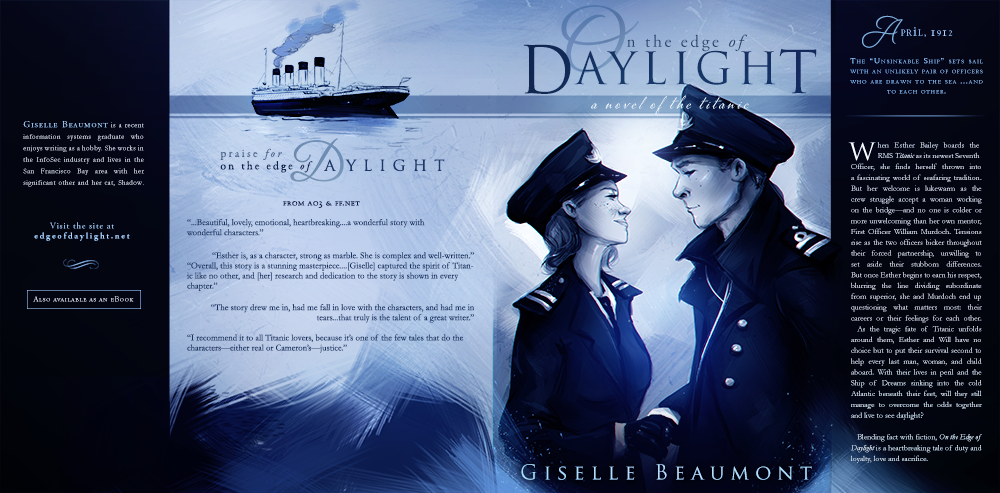 Giselle Beaumont is a recent
information systems graduate who
enjoys writing as a hobby. She works in
the InfoSec industry and lives in the
San Francisco Bay area with her
significant other and her cat, Shadow.
Visit the site at
edgeofdaylight.net
Also available as an eBook
praise for
on the edge of DAYLIGHT
from ao3 & ff.net
“...Beautiful, lovely, emotional, heartbreaking....a wonderful story with
wonderful characters.”
“Esther is, as a character, strong as marble. She is complex and well-written.”
“Overall, this story is a stunning masterpiece....[Giselle] captured the spirit of Titan-
ic like no other, and [her] research and dedication to the story is shown in every
chapter.”
“The story drew me in, had me fall in love with the characters, and had me in
tears...that truly is the talent of a great writer.”
“I recommend it to all Titanic lovers, because it’s one of the few tales that do the
characters—either real or Cameron’s—justice.”
On the edge of
DAYLIGHT
a novel of the titanic
GISELLE BEAUMONT
April, 1912
The “Unsinkable Ship” sets sail
with an unlikely pair of officers
who are drawn to the sea ...and
to each other.
When Esther Bailey boards the
RMS Titanic as its newest Seventh
Officer, she finds herself thrown into
a fascinating world of seafaring tradition.
But her welcome is lukewarm as the
crew struggle accept a woman working
on the bridge—and no one is colder or
more unwelcoming than her own mentor,
First Officer William Murdoch. Tensions
rise as the two officers bicker throughout
their forced partnership, unwilling to
set aside their stubborn differences.
But once Esther begins to earn his respect,
blurring the line dividing subordinate
from superior, she and Murdoch end up
questioning what matters most: their
careers or their feelings for each other.
As the tragic fate of Titanic unfolds
around them, Esther and Will have no
choice but to put their survival second to
help every last man, woman, and child
aboard. With their lives in peril and the
Ship of Dreams sinking into the cold
Atlantic beneath their feet, will they still
manage to overcome the odds together
and live to see daylight?
Blending fact with fiction, On the Edge of
Daylight is a heartbreaking tale of duty and
loyalty, love and sacrifice.